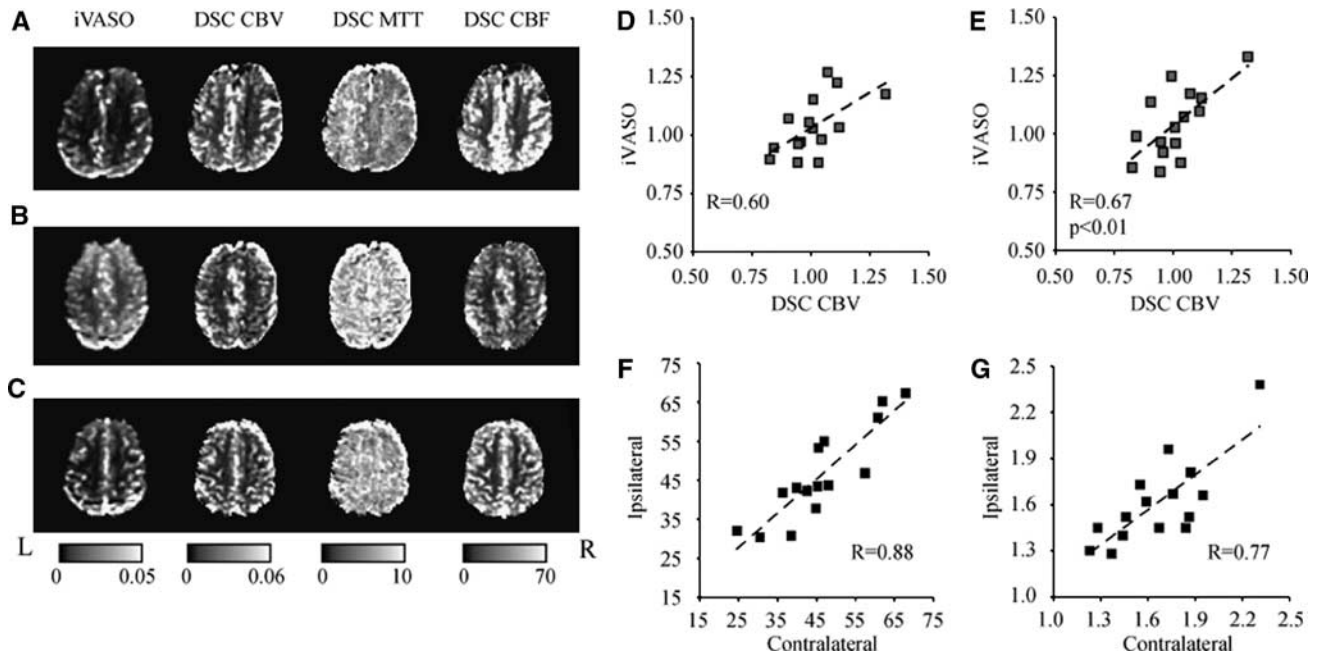 A
iVASO
DSC CBV
DSC MTT
DSC CBF
B
C
L
R
0
0.05
0
0.06
0
10
0
70
D
1.50
1.25
1.00
0.75
0.50
iVASO
R=0.60
0.50
0.75
1.00
1.25
1.50
DSC CBV
E
1.50
1.25
1.00
0.75
0.50
iVASO
R=0.67
p<0.01
0.50
0.75
1.00
1.25
1.50
DSC CBV
F
75
65
55
45
35
25
15
Ipsilateral
R=0.88
15
25
35
45
55
65
75
Contralateral
G
2.5
2.2
1.9
1.6
1.3
1.0
Ipsilateral
R=0.77
1.0
1.3
1.6
1.9
2.2
2.5
Contralateral